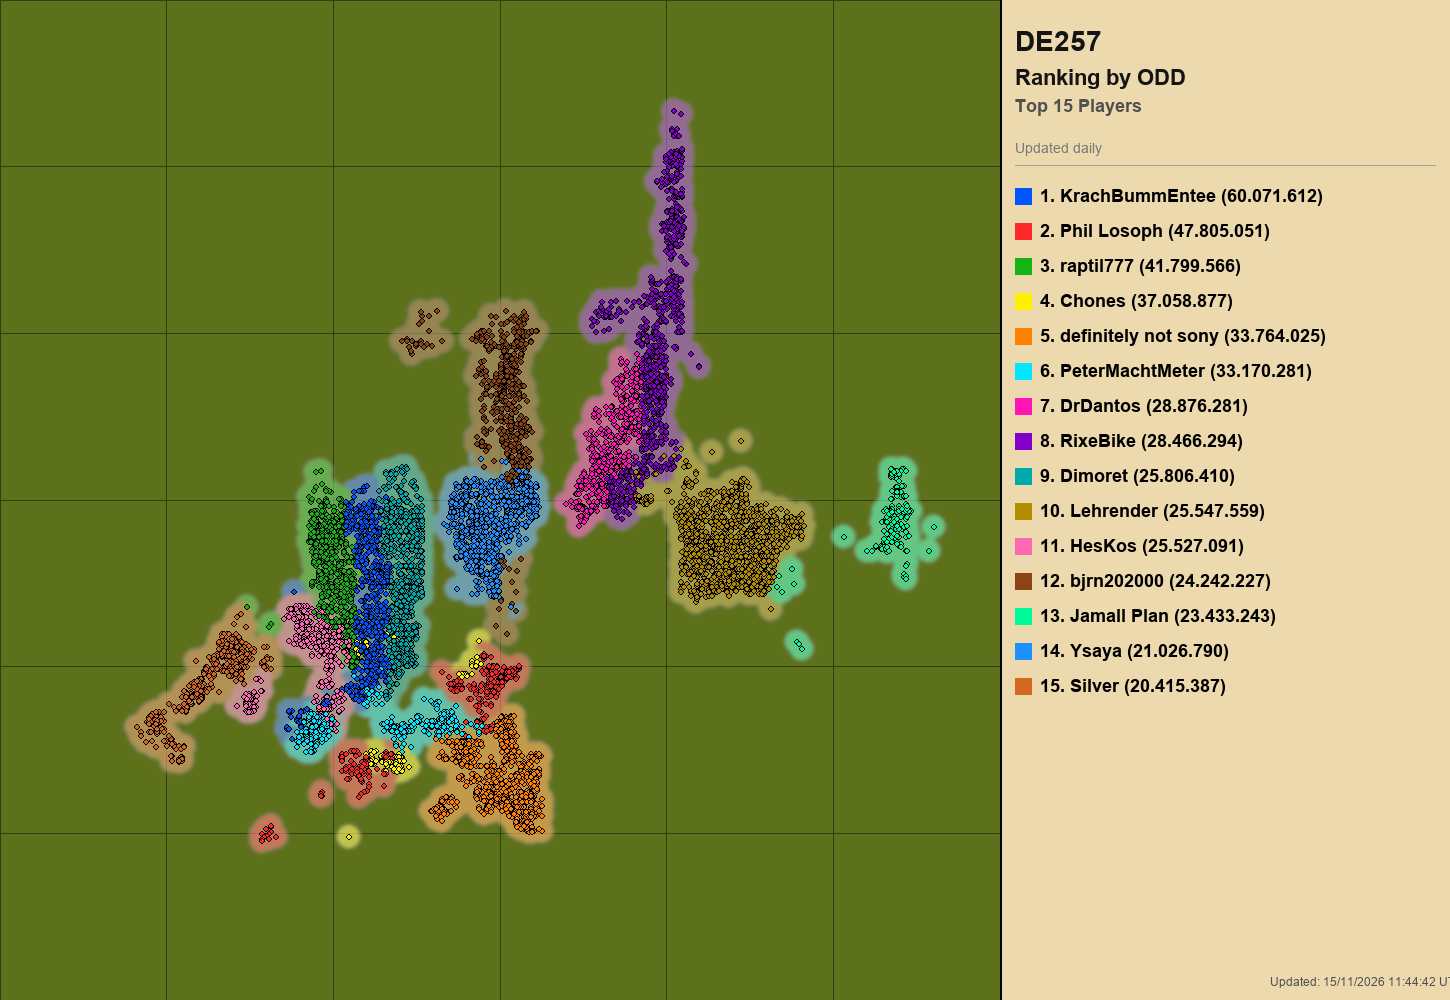 DE257
Ranking by ODD
Top 15 Players
Updated daily
1. KrachBummEntee (60.071.612)
2. Phil Losoph (47.805.051)
3. raptil777 (41.799.566)
4. Chones (37.058.877)
5. definitely not sony (33.764.025)
6. PeterMachtMeter (33.170.281)
7. DrDantos (28.876.281)
8. RixeBike (28.466.294)
9. Dimoret (25.806.410)
10. Lehrender (25.547.559)
11. HesKos (25.527.091)
12. bjrn202000 (24.242.227)
13. Jamall Plan (23.433.243)
14. Ysaya (21.026.790)
15. Silver (20.415.387)
Updated: 15/11/2026 11:44:42 U